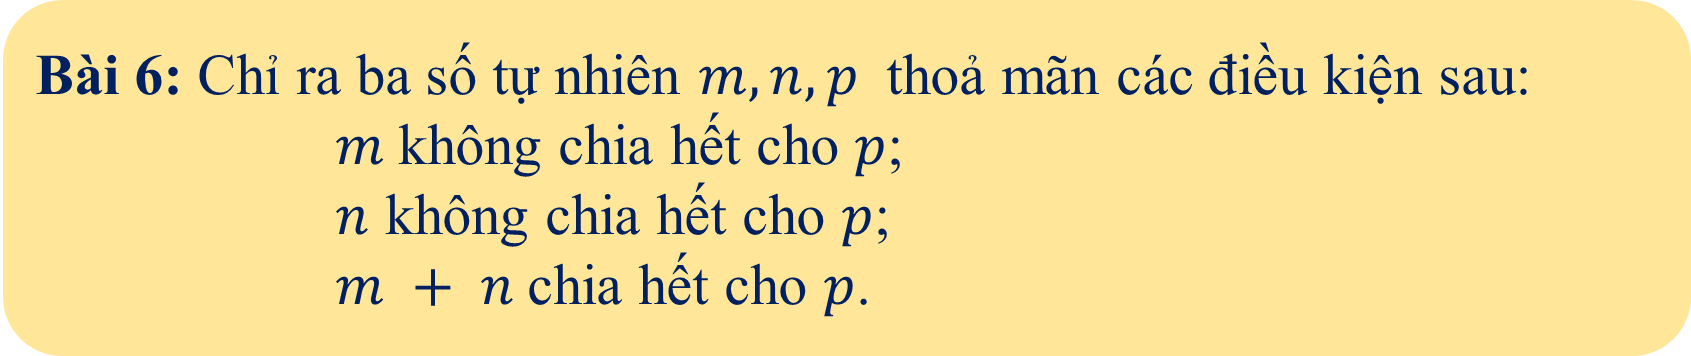 Bài 6: Chỉ ra ba số tự nhiên m, n, p thoả mãn các điều kiện sau:
m không chia hết cho p;
n không chia hết cho p;
m + n chia hết cho p.